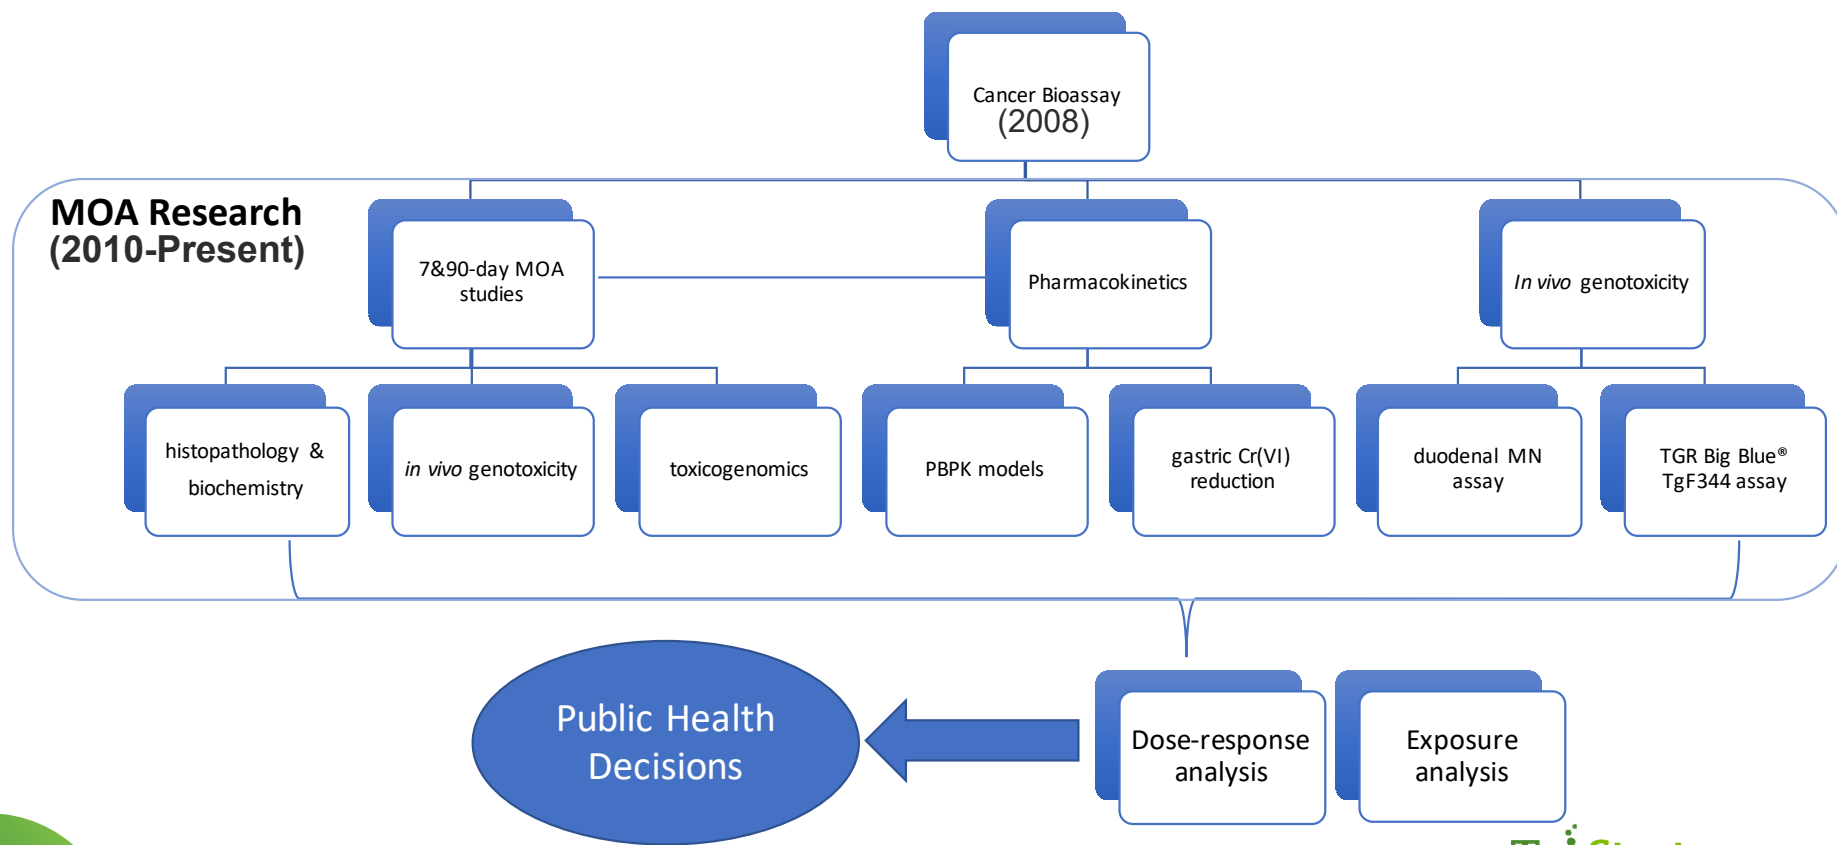 Cancer Bioassay
(2008)
MOA Research
(2010-Present)
7&90-day MOA
studies
Pharmacokinetics
In vivo genotoxicity
histopathology &
biochemistry
in vivo genotoxicity
toxicogenomics
PBPK models
gastric Cr(VI)
reduction
duodenal MN
assay
TGR Big Blue®
TgF344 assay
Public Health
Decisions
Dose-response
analysis
Exposure
analysis